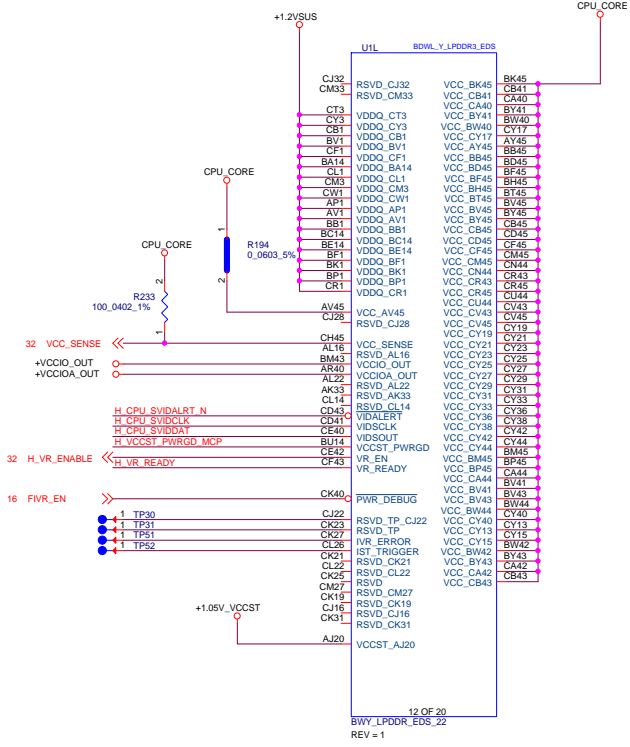 CPU_CORE
+1.2VSUS
U1L
BDWL_Y_LPDDR3_EDS
CJ32 RSVD_CJ32
CM33 RSVD_CM33
CT3 VDDQ_CT3
CY3 VDDQ_CY3
CB1 VDDQ_CB1
BV1 VDDQ_BV1
CF1 VDDQ_CF1
BA14 VDDQ_BA14
CL1 VDDQ_CL1
CM3 VDDQ_CM3
CW1 VDDQ_CW1
AP1 VDDQ_AP1
AV1 VDDQ_AV1
BB1 VDDQ_BB1
BC14 VDDQ_BC14
BE14 VDDQ_BE14
BF1 VDDQ_BF1
BK1 VDDQ_BK1
BP1 VDDQ_BP1
CR1 VDDQ_CR1
AV45 VCC_AV45
CJ28 RSVD_CJ28
CH45 VCC_SENSE
AL16 RSVD_AL16
BM43 VCCIO_OUT
AR40 VCCIOA_OUT
AL22 RSVD_AL22
AK33 RSVD_AK33
CL14 RSVD_CL14
CD43 VIDALERT
CD41 VIDSCLK
CE40 VIDSOUT
BU14 VCCST_PWRGD
CE42 VR_EN
CF43 VR_READY
CK40 PWR_DEBUG
CJ22 RSVD_TP_CJ22
CK23 RSVD_TP
CK27 IVR_ERROR
CL26 IST_TRIGGER
CK21 RSVD_CK21
CL22 RSVD_CL22
CK25 RSVD
CM27 RSVD_CM27
CK19 RSVD_CK19
CJ16 RSVD_CJ16
CK31 RSVD_CK31
AJ20 VCCST_AJ20
VCC_BK45 BK45
VCC_CB41 CB41
VCC_CA40 CA40
VCC_BY41 BY41
VCC_BW40 BW40
VCC_CY17 CY17
VCC_AY45 AY45
VCC_BB45 BB45
VCC_BD45 BD45
VCC_BF45 BF45
VCC_BH45 BH45
VCC_BT45 BT45
VCC_BV45 BV45
VCC_BY45 BY45
VCC_CB45 CB45
VCC_CD45 CD45
VCC_CF45 CF45
VCC_CM45 CM45
VCC_CN44 CN44
VCC_CR43 CR43
VCC_CR45 CR45
VCC_CU44 CU44
VCC_CV43 CV43
VCC_CV45 CV45
VCC_CY19 CY19
VCC_CY21 CY21
VCC_CY23 CY23
VCC_CY25 CY25
VCC_CY27 CY27
VCC_CY29 CY29
VCC_CY31 CY31
VCC_CY33 CY33
VCC_CY36 CY36
VCC_CY38 CY38
VCC_CY42 CY42
VCC_CY44 CY44
VCC_BM45 BM45
VCC_BP45 BP45
VCC_CA44 CA44
VCC_BV41 BV41
VCC_BV43 BV43
VCC_BW44 BW44
VCC_CY40 CY40
VCC_CY13 CY13
VCC_CY15 CY15
VCC_BW42 BW42
VCC_BY43 BY43
VCC_CA42 CA42
VCC_CB43 CB43
CPU_CORE
1
R194
0_0603_5%
2
CPU_CORE
2
R233
100_0402_1%
1
32 VCC_SENSE
+VCCIO_OUT
+VCCIOA_OUT
H_CPU_SVIDALRT_N
H_CPU_SVIDCLK
H_CPU_SVIDDAT
H_VCCST_PWRGD_MCP
32 H_VR_ENABLE
H_VR_READY
16 FIVR_EN
1 TP30
1 TP31
1 TP51
1 TP52
+1.05V_VCCST
12 OF 20
BWY_LPDDR_EDS_22
REV = 1